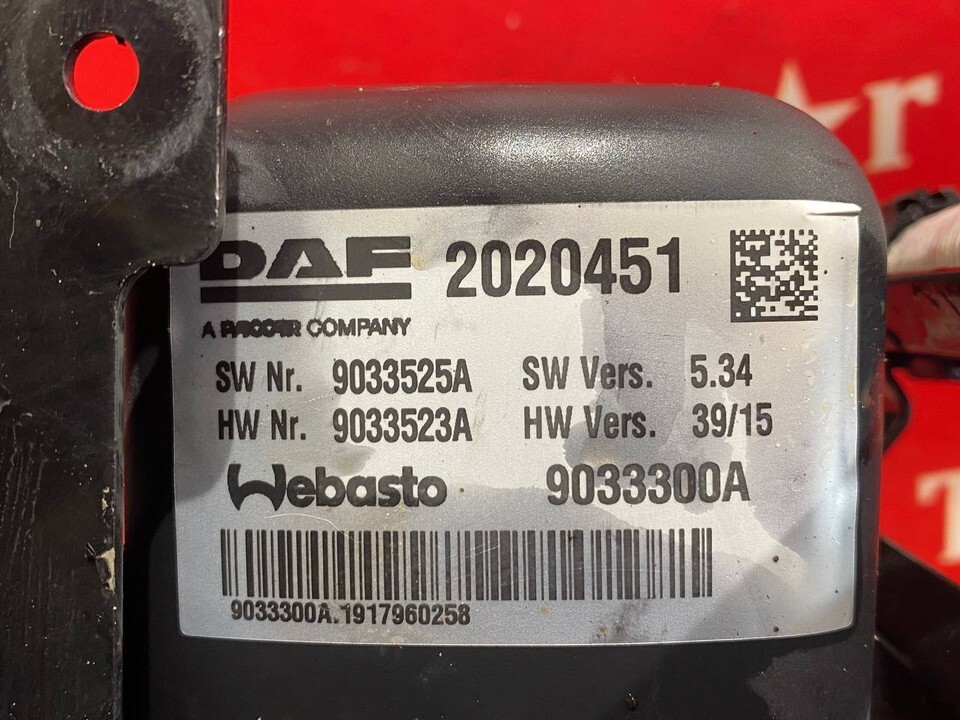 DAF 2020451
A PACCAR COMPANY
SW Nr. 9033525A SW Vers. 5.34
HW Nr. 9033523A HW Vers. 39/15
Webasto 9033300A
9033300A.1917960258